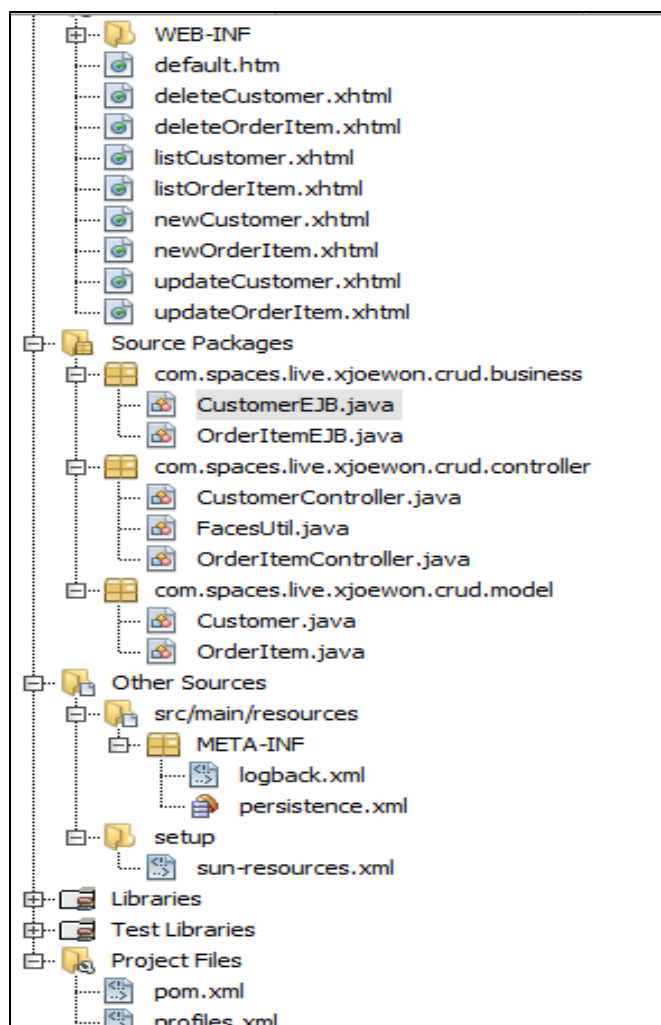 WEB-INF
default.htm
deleteCustomer.xhtml
deleteOrderItem.xhtml
listCustomer.xhtml
listOrderItem.xhtml
newCustomer.xhtml
newOrderItem.xhtml
updateCustomer.xhtml
updateOrderItem.xhtml
Source Packages
com.spaces.live.xjoewon.crud.business
CustomerEJB.java
OrderItemEJB.java
com.spaces.live.xjoewon.crud.controller
CustomerController.java
FacesUtil.java
OrderItemController.java
com.spaces.live.xjoewon.crud.model
Customer.java
OrderItem.java
Other Sources
src/main/resources
META-INF
logback.xml
persistence.xml
setup
sun-resources.xml
Libraries
Test Libraries
Project Files
pom.xml
profiles.xml